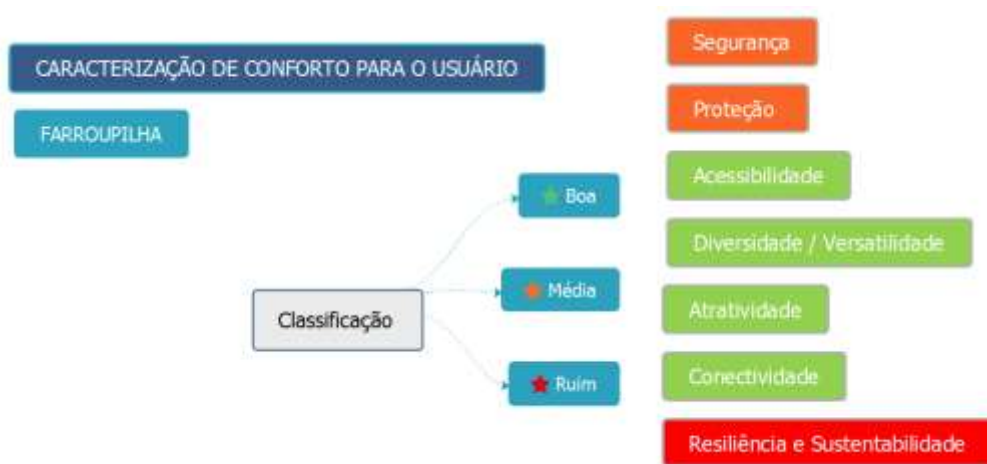 CARACTERIZAÇÃO DE CONFORTO PARA O USUÁRIO
FARROUPILHA
Classificação
Boa
Média
Ruim
Segurança
Proteção
Acessibilidade
Diversidade / Versatilidade
Atratividade
Conectividade
Resiliência e Sustentabilidade